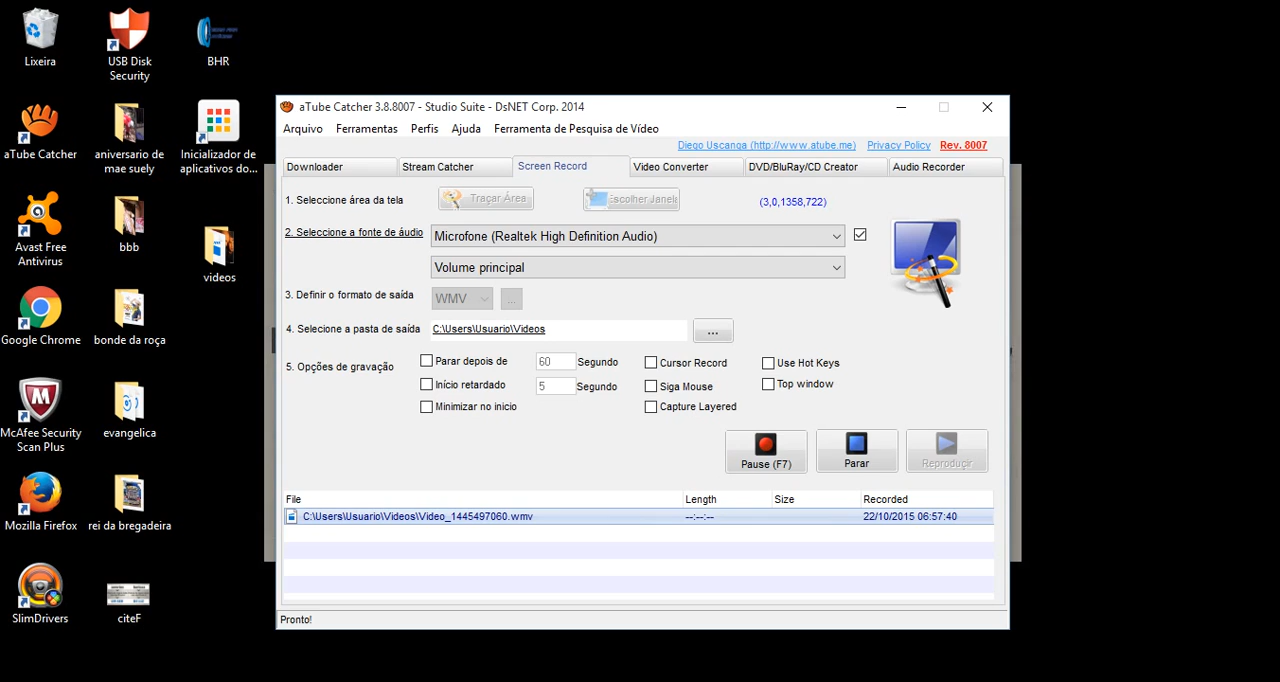 Lixeira
USB Disk
Security
BHR
aTube Catcher
aniversario de
mae suely
Inicializador de
aplicativos do...
Avast Free
Antivirus
bbb
videos
Google Chrome
bonde da roça
McAfee Security
Scan Plus
evangelica
Mozilla Firefox
rei da bregadeira
SlimDrivers
citeF
aTube Catcher 3.8.8007 - Studio Suite - DsNET Corp. 2014
Arquivo Ferramentas Perfis Ajuda Ferramenta de Pesquisa de Vídeo
Diego Uscanga (http://www.atube.me) Privacy Policy Rev. 8007
Downloader Stream Catcher Screen Record Video Converter DVD/BluRay/CD Creator Audio Recorder
1. Seleccione área da tela Traçar Área Escolher Janela (3,0,1358,722)
2. Seleccione a fonte de áudio Microfone (Realtek High Definition Audio)
Volume principal
3. Definir o formato de saída WMV ...
4. Selecione a pasta de saída C:\Users\Usuario\Videos ...
5. Opções de gravação
Parar depois de 60 Segundo Cursor Record Use Hot Keys
Início retardado 5 Segundo Siga Mouse Top window
Minimizar no inicio Capture Layered
Pause (F7) Parar Reproduçir
File Length Size Recorded
C:\Users\Usuario\Videos\Video_1445497060.wmv --:--:-- 22/10/2015 06:57:40
Pronto!